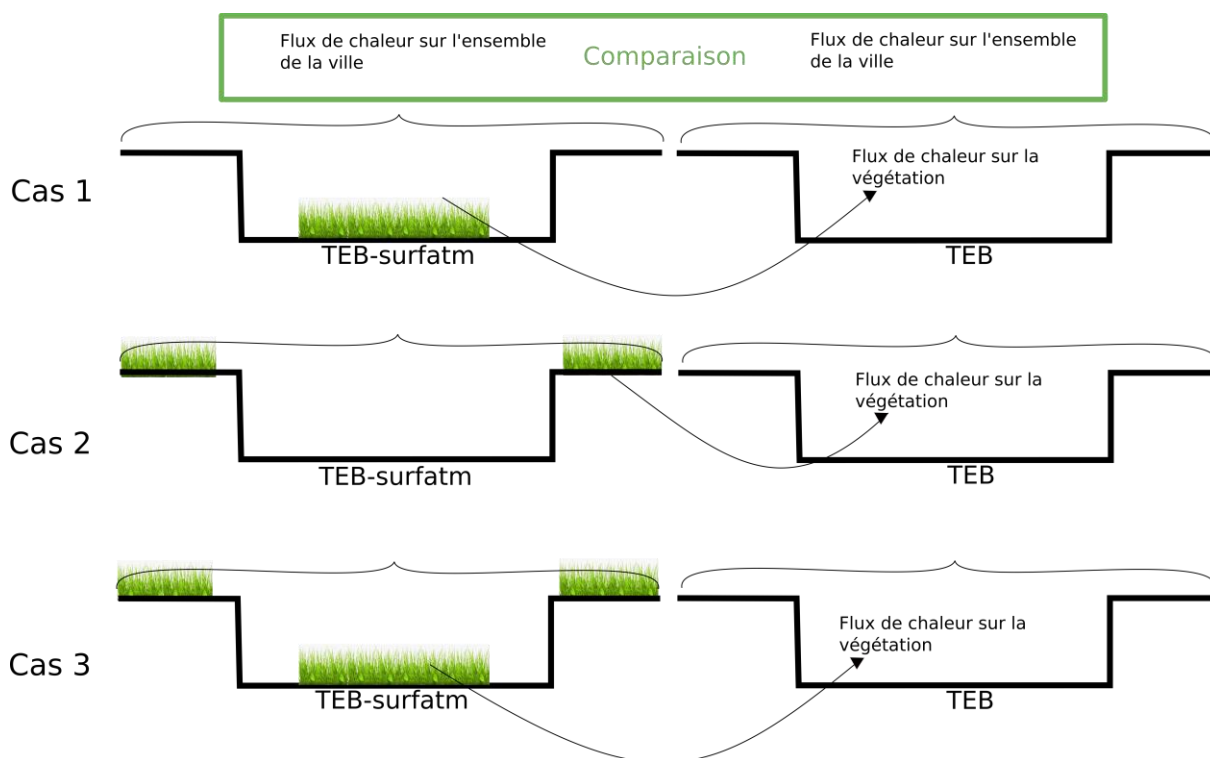 Flux de chaleur sur l'ensemble
de la ville
Comparaison
Flux de chaleur sur l'ensemble
de la ville
Cas 1
Flux de chaleur sur la
végétation
TEB-surfatm
TEB
Cas 2
Flux de chaleur sur la
végétation
TEB-surfatm
TEB
Cas 3
Flux de chaleur sur la
végétation
TEB-surfatm
TEB